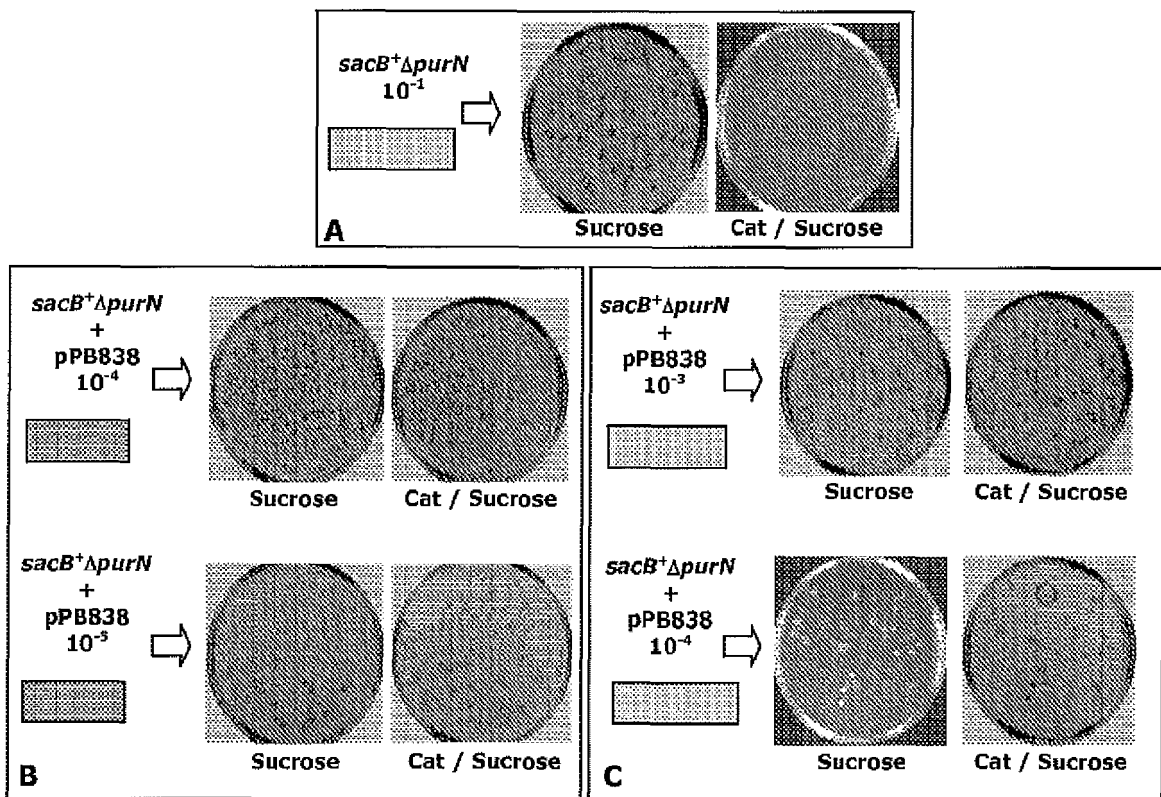 sacB⁺ΔpurN
10⁻¹
Sucrose
Cat / Sucrose
A
sacB⁺ΔpurN
+
pPB838
10⁻⁴
Sucrose
Cat / Sucrose
sacB⁺ΔpurN
+
pPB838
10⁻⁵
Sucrose
Cat / Sucrose
B
sacB⁺ΔpurN
+
pPB838
10⁻³
Sucrose
Cat / Sucrose
sacB⁺ΔpurN
+
pPB838
10⁻⁴
Sucrose
Cat / Sucrose
C